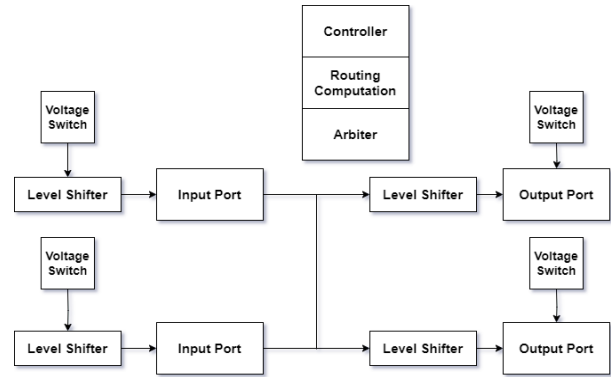 Controller
Routing
Computation
Arbiter
Voltage
Switch
Voltage
Switch
Level Shifter
Input Port
Level Shifter
Output Port
Voltage
Switch
Voltage
Switch
Level Shifter
Input Port
Level Shifter
Output Port